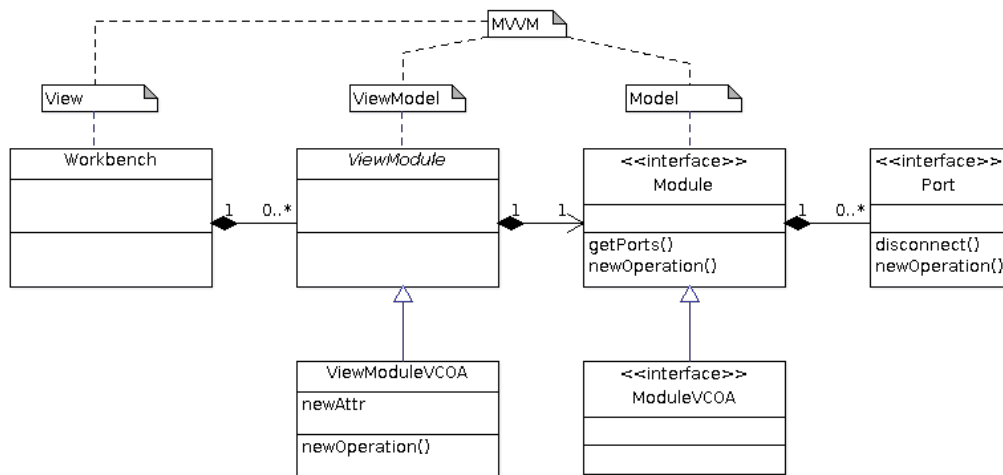 MVVM
View
ViewModel
Model
Workbench
ViewModule
<<interface>>
Module
<<interface>>
Port
1
0..*
1
1
1
0..*
getPorts()
newOperation()
disconnect()
newOperation()
ViewModuleVCOA
newAttr
newOperation()
<<interface>>
ModuleVCOA